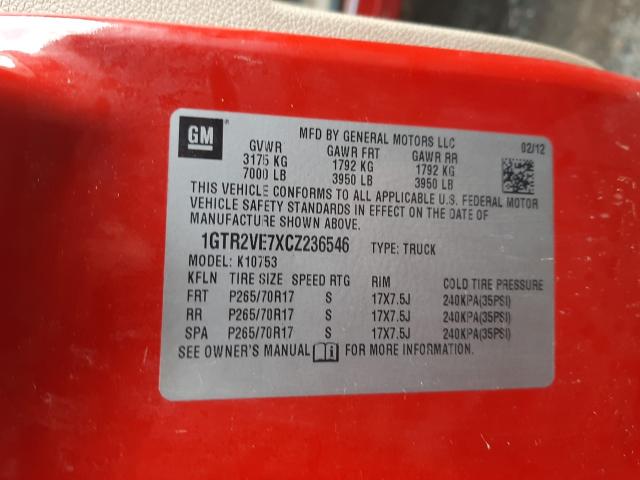 GM
MFD BY GENERAL MOTORS LLC 02/12
GVWR GAWR FRT GAWR RR
3175 KG 1792 KG 1792 KG
7000 LB 3950 LB 3950 LB
THIS VEHICLE CONFORMS TO ALL APPLICABLE U.S. FEDERAL MOTOR
VEHICLE SAFETY STANDARDS IN EFFECT ON THE DATE OF
MANUFACTURE SHOWN ABOVE.
1GTR2VE7XCZ236546 TYPE: TRUCK
MODEL: K10753
KFLN TIRE SIZE SPEED RTG RIM COLD TIRE PRESSURE
FRT P265/70R17 S 17X7.5J 240KPA(35PSI)
RR P265/70R17 S 17X7.5J 240KPA(35PSI)
SPA P265/70R17 S 17X7.5J 240KPA(35PSI)
SEE OWNER'S MANUAL FOR MORE INFORMATION.